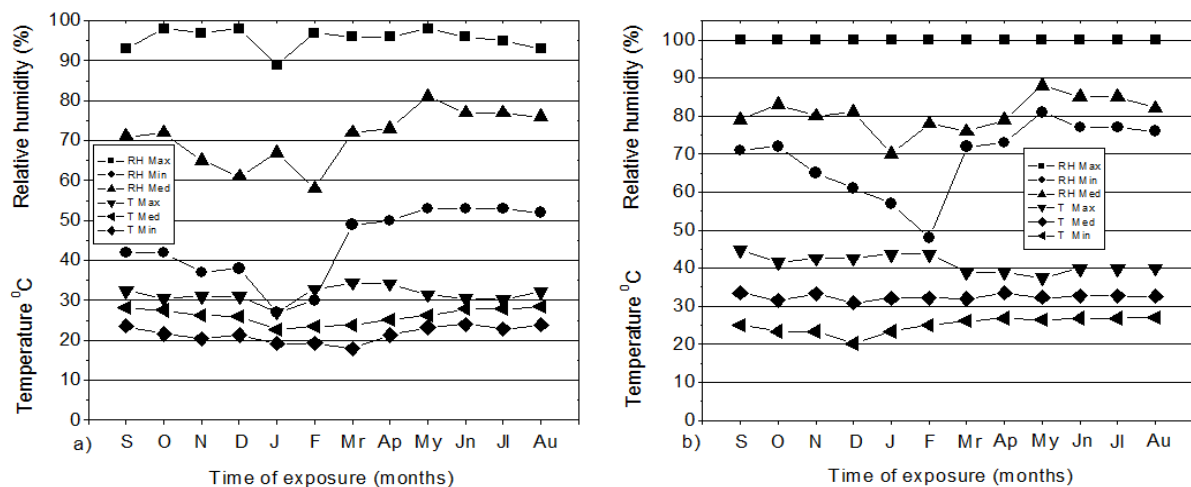 Relative humidity (%)
Temperature ⁰C
100
90
80
70
60
50
40
30
20
10
0
RH Max
RH Min
RH Med
T Max
T Med
T Min
a) S O N D J F Mr Ap My Jn Jl Au
Time of exposure (months)
Relative humidity (%)
Temperature ⁰C
100
90
80
70
60
50
40
30
20
10
0
RH Max
RH Min
RH Med
T Max
T Med
T Min
b) S O N D J F Mr Ap My Jn Jl Au
Time of exposure (months)